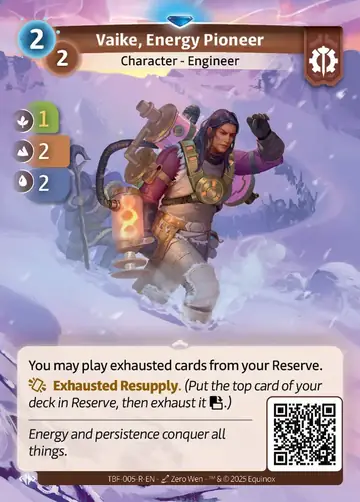 2
2
Vaike, Energy Pioneer
Character - Engineer
1
2
2
You may play exhausted cards from your Reserve.
Exhausted Resupply. (Put the top card of your
deck in Reserve, then exhaust it.)
Energy and persistence conquer all
things.
TBF-005-R-EN - Zero Wen - ™ & © 2025 Equinox